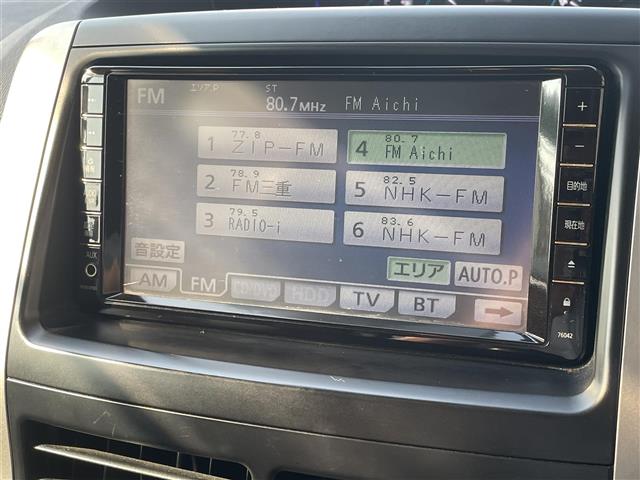 FM エリア.P ST 80.7MHz FM Aichi
1 77.8 ZIP-FM
4 80.7 FM Aichi
2 78.9 FM三重
5 82.5 NHK-FM
3 79.5 RADIO-i
6 83.6 NHK-FM
音設定 エリア AUTO.P
AM FM CD/DVD HDD TV BT
+
-
目的地
現在地
AUX
76042